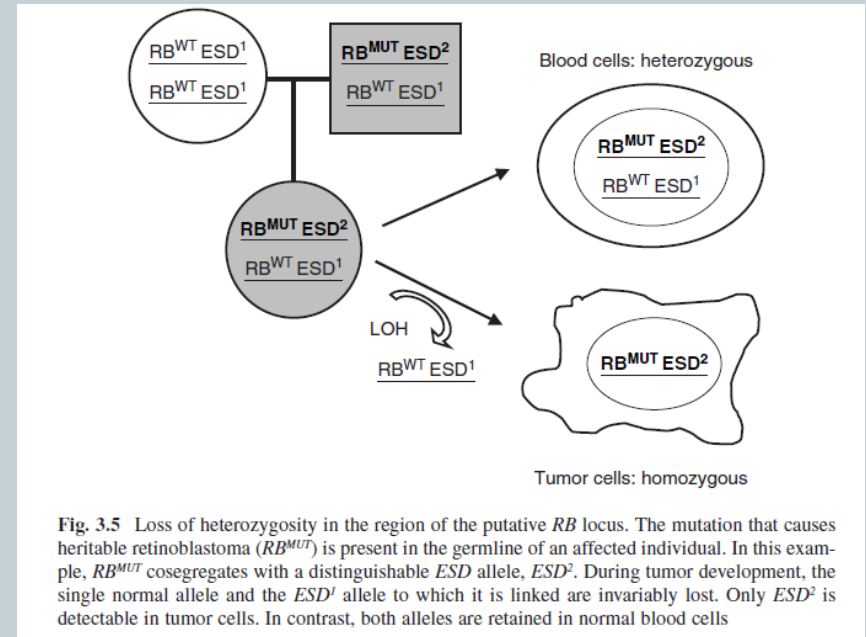 RB^WT ESD^1
RB^WT ESD^1
RB^MUT ESD^2
RB^WT ESD^1
Blood cells: heterozygous
RB^MUT ESD^2
RB^WT ESD^1
RB^MUT ESD^2
RB^WT ESD^1
LOH
RB^WT ESD^1
RB^MUT ESD^2
Tumor cells: homozygous
Fig. 3.5 Loss of heterozygosity in the region of the putative RB locus. The mutation that causes
heritable retinoblastoma (RB^MUT) is present in the germline of an affected individual. In this exam-
ple, RB^MUT cosegregates with a distinguishable ESD allele, ESD^2. During tumor development, the
single normal allele and the ESD^1 allele to which it is linked are invariably lost. Only ESD^2 is
detectable in tumor cells. In contrast, both alleles are retained in normal blood cells